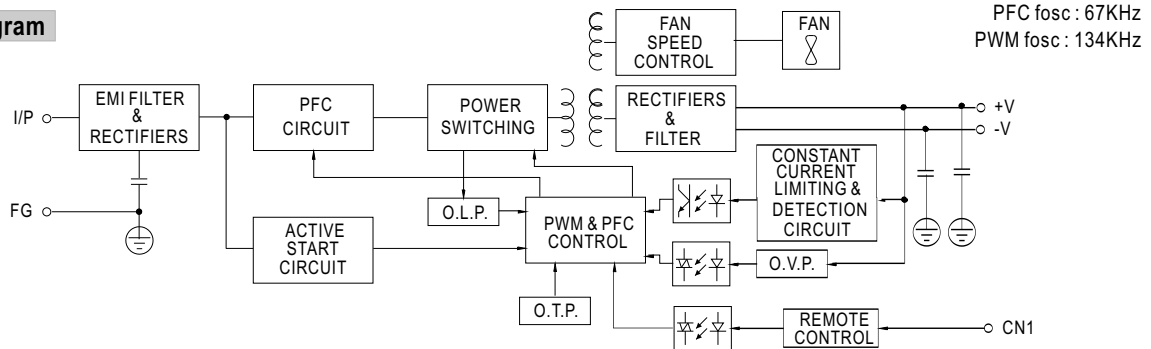 gram
PFC fosc : 67KHz
PWM fosc : 134KHz
FAN
SPEED
CONTROL
FAN
I/P
EMI FILTER
&
RECTIFIERS
PFC
CIRCUIT
POWER
SWITCHING
RECTIFIERS
&
FILTER
+V
-V
FG
ACTIVE
START
CIRCUIT
O.L.P.
PWM & PFC
CONTROL
CONSTANT
CURRENT
LIMITING &
DETECTION
CIRCUIT
O.V.P.
O.T.P.
REMOTE
CONTROL
CN1